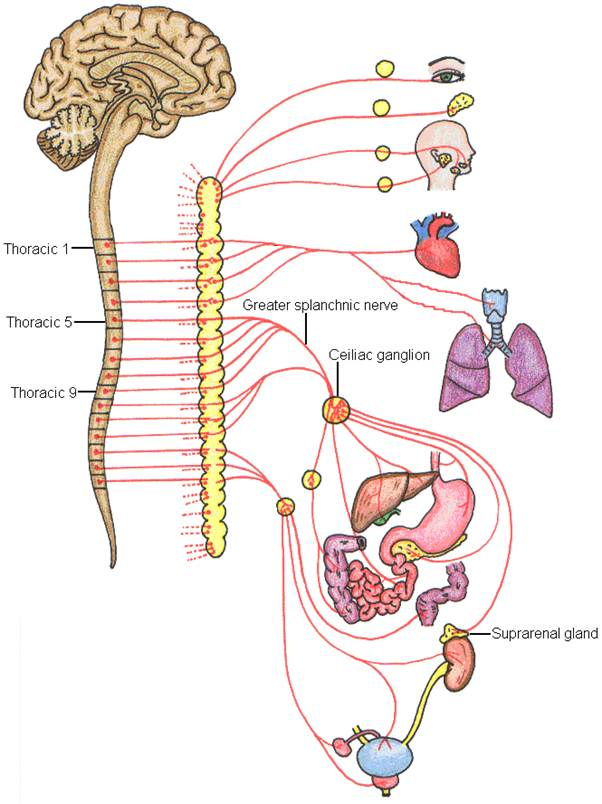 Thoracic 1
Thoracic 5
Greater splanchnic nerve
Ceiliac ganglion
Thoracic 9
Suprarenal gland